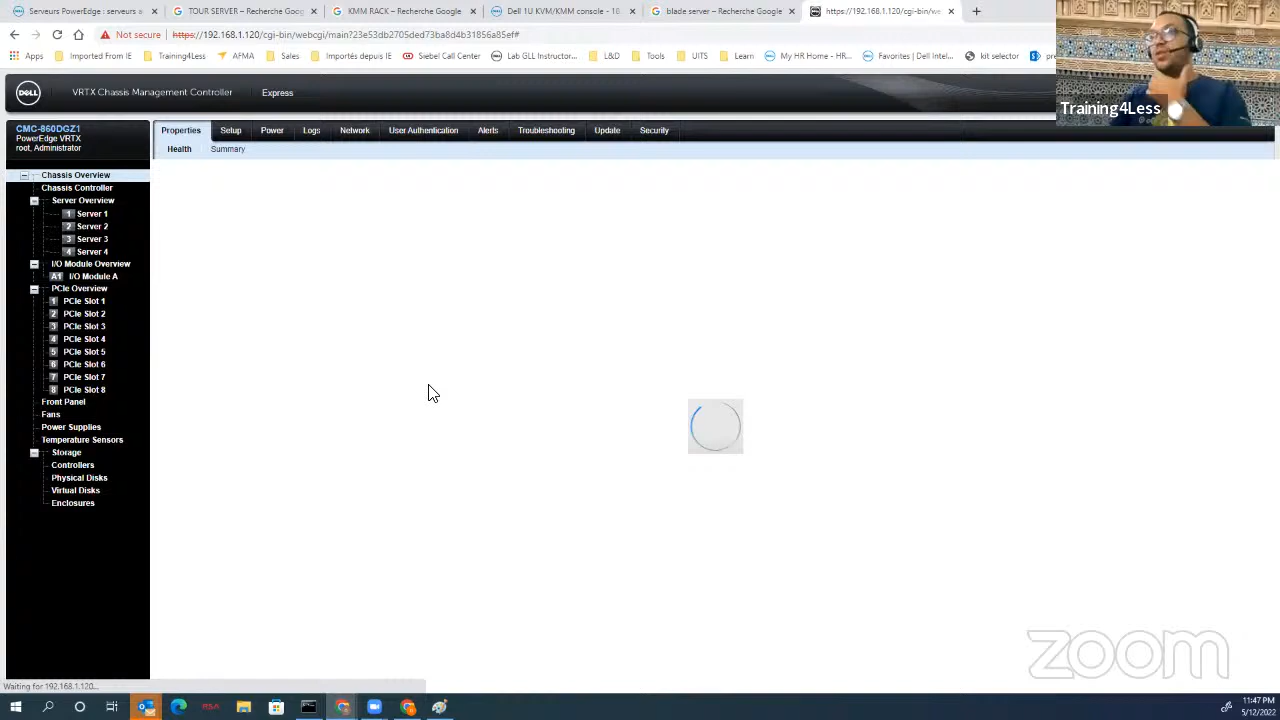 Serveurs PowerEdge : serveurs e
TOUR SERVER – Recherche Goog
KMM RACK – Recherche Google
Dell 1U KVM/KMM console - 18
blade server – Recherche Google
https://192.168.1.120/cgi-bin/we
Not secure
https://192.168.1.120/cgi-bin/webcgi/main?25e53db2705ded73ba8d4b31856a85ef#
Apps
Imported From IE
Training4Less
AFMA
Sales
Importés depuis IE
Siebel Call Center
Lab GLL Instructor...
L&D
Tools
UITS
Learn
My HR Home - HR...
Favorites | Dell Intel...
kit selector
Training4Less
DELL
VRTX Chassis Management Controller
Express
CMC-860DGZ1
PowerEdge VRTX
root, Administrator
Properties
Setup
Power
Logs
Network
User Authentication
Alerts
Troubleshooting
Update
Security
Health
Summary
Chassis Overview
Chassis Controller
Server Overview
1 Server 1
2 Server 2
3 Server 3
4 Server 4
I/O Module Overview
A1 I/O Module A
PCIe Overview
1 PCIe Slot 1
2 PCIe Slot 2
3 PCIe Slot 3
4 PCIe Slot 4
5 PCIe Slot 5
6 PCIe Slot 6
7 PCIe Slot 7
8 PCIe Slot 8
Front Panel
Fans
Power Supplies
Temperature Sensors
Storage
Controllers
Physical Disks
Virtual Disks
Enclosures
zoom
Waiting for 192.168.1.120...
11:47 PM
5/12/2022